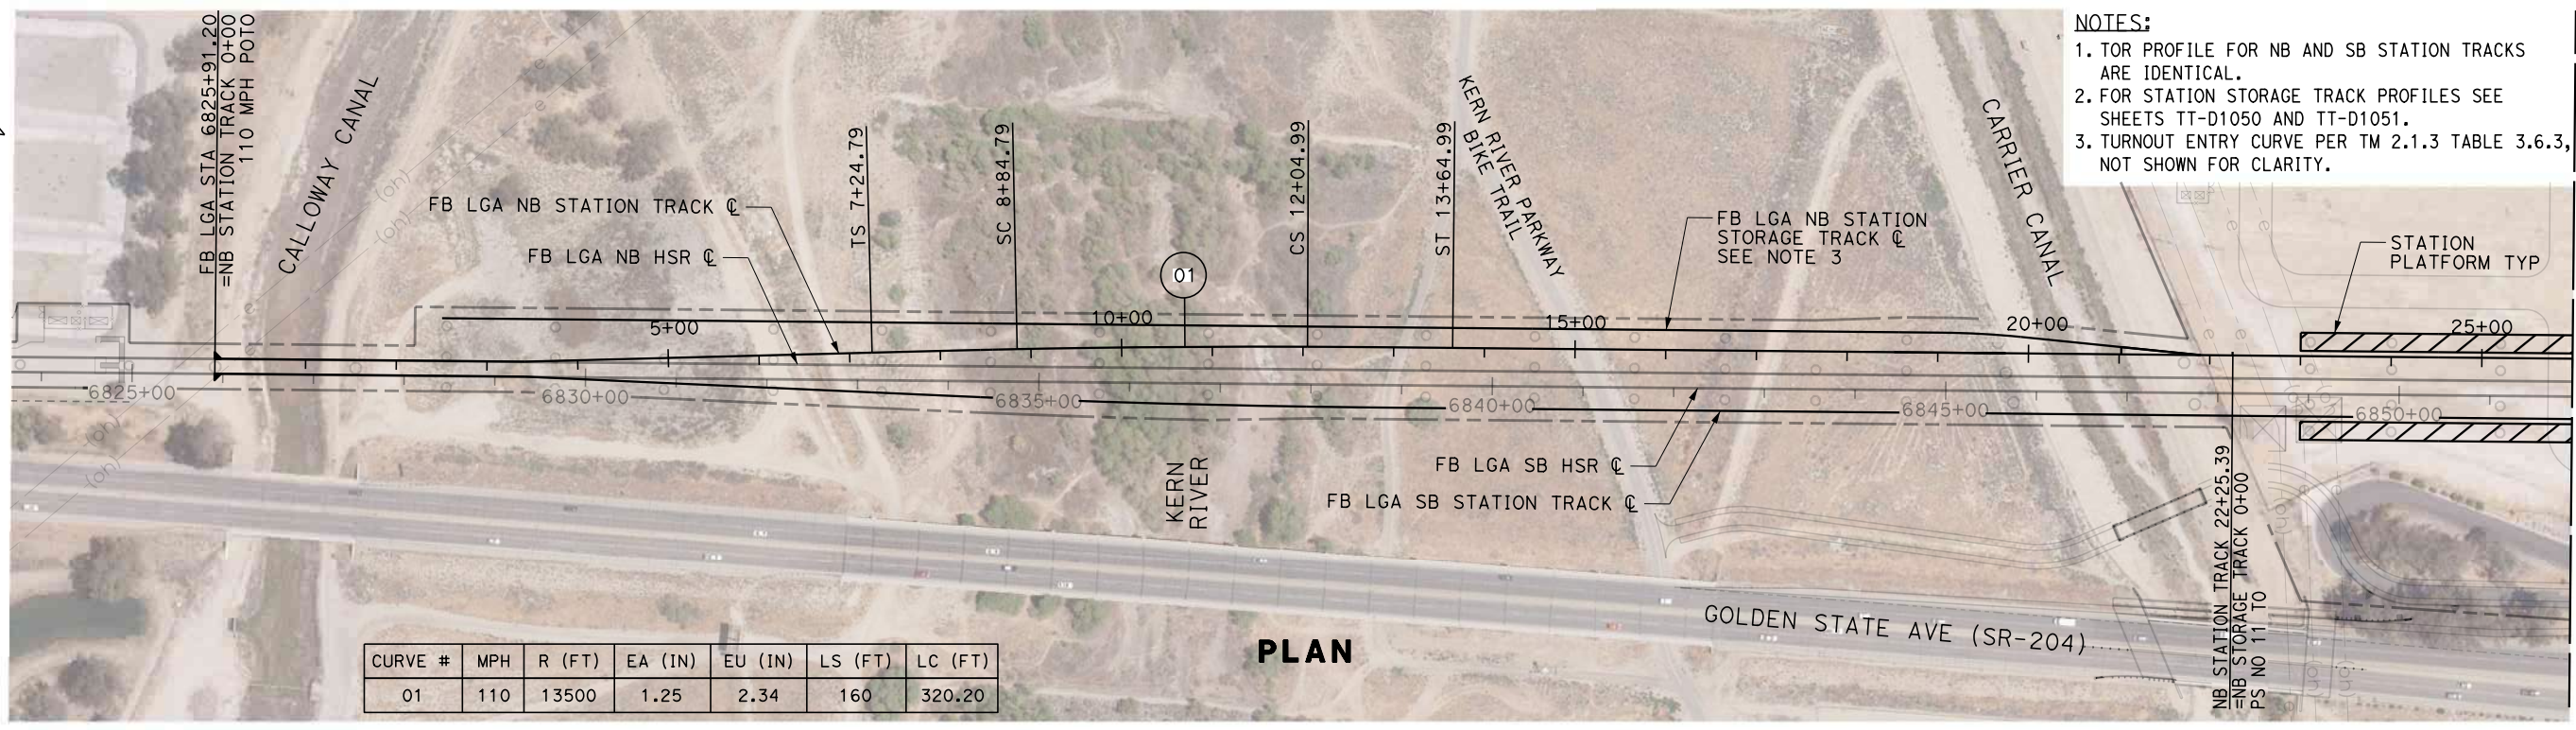 FB LGA STA 6825+91.20
=NB STATION TRACK 0+00
110 MPH POTO
CALLOWAY CANAL
(oh)
(oh)
FB LGA NB STATION TRACK ℄
FB LGA NB HSR ℄
TS 7+24.79
SC 8+84.79
01
CS 12+04.99
ST 13+64.99
KERN RIVER PARKWAY
BIKE TRAIL
FB LGA NB STATION
STORAGE TRACK ℄
SEE NOTE 3
CARRIER CANAL
NOTES:
1. TOR PROFILE FOR NB AND SB STATION TRACKS
ARE IDENTICAL.
2. FOR STATION STORAGE TRACK PROFILES SEE
SHEETS TT-D1050 AND TT-D1051.
3. TURNOUT ENTRY CURVE PER TM 2.1.3 TABLE 3.6.3,
NOT SHOWN FOR CLARITY.
STATION
PLATFORM TYP
5+00
10+00
15+00
20+00
25+00
6825+00
6830+00
6835+00
6840+00
6845+00
6850+00
(oh)
(oh)
KERN
RIVER
FB LGA SB HSR ℄
FB LGA SB STATION TRACK ℄
NB STATION TRACK 22+25.39
=NB STORAGE TRACK 0+00
PS NO 11 TO
(oh)
(oh)
(oh)
GOLDEN STATE AVE (SR-204)
PLAN
CURVE # MPH R (FT) EA (IN) EU (IN) LS (FT) LC (FT)
01 110 13500 1.25 2.34 160 320.20